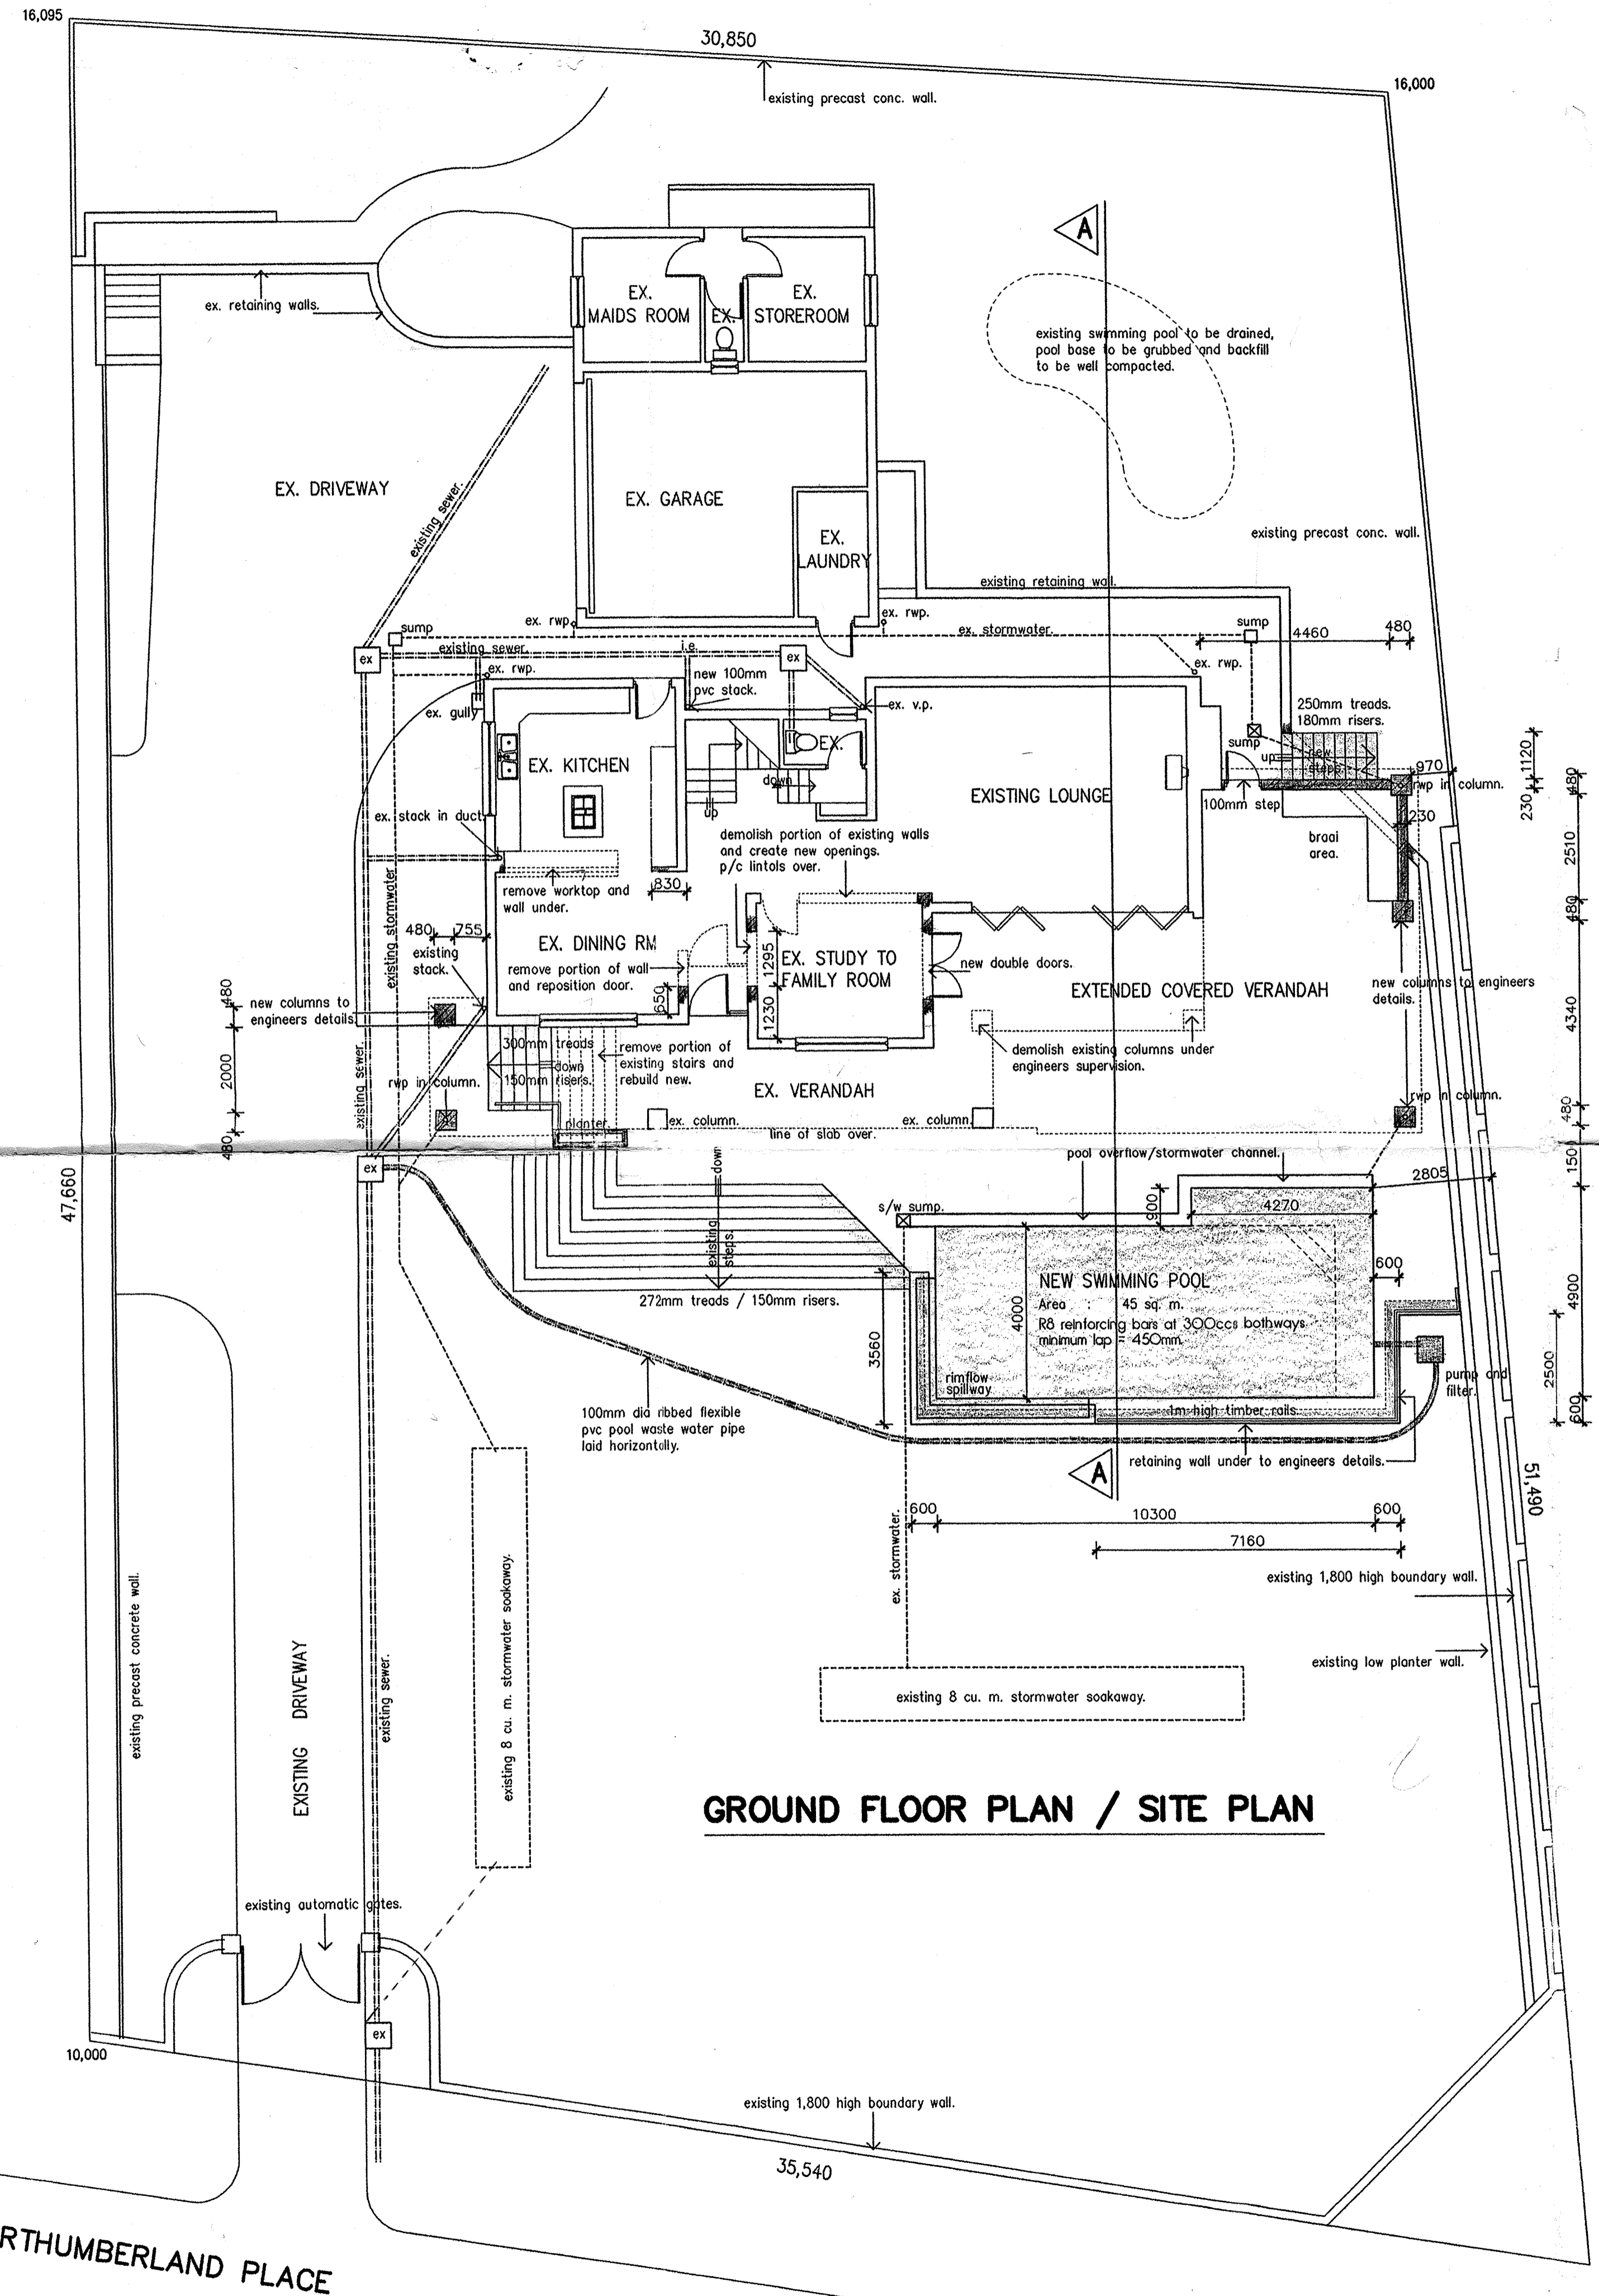 16,095
30,850
16,000
existing precast conc. wall.
A
ex. retaining walls.
EX.
MAIDS ROOM
EX.
EX.
STOREROOM
existing swimming pool to be drained,
pool base to be grubbed and backfill
to be well compacted.
EX. DRIVEWAY
existing sewer.
EX. GARAGE
EX.
LAUNDRY
existing precast conc. wall.
existing retaining wall.
ex. rwp.
ex. rwp.
sump
ex. stormwater.
sump
4460
480
ex
existing sewer.
i.e.
ex
ex. rwp.
ex. rwp.
new 100mm
pvc stack.
ex. gully
ex. v.p.
250mm treads.
180mm risers.
EX. KITCHEN
EX.
down
up
sump
up
new
steps.
970
1120
480
230
rwp in column.
EXISTING LOUNGE
100mm step
230
ex. stack in duct.
demolish portion of existing walls
and create new openings.
p/c lintols over.
braai
area.
2510
remove worktop and
wall under.
830
existing stormwater
480
480
755
existing
stack.
EX. DINING RM
remove portion of wall
and reposition door.
1295
EX. STUDY TO
FAMILY ROOM
new double doors.
EXTENDED COVERED VERANDAH
new columns to engineers
details.
480
new columns to
engineers details.
650
1230
4340
300mm treads
down
150mm risers.
remove portion of
existing stairs and
rebuild new.
demolish existing columns under
engineers supervision.
2000
existing sewer.
rwp in column.
EX. VERANDAH
rwp in column.
480
480
planter.
ex. column.
ex. column.
line of slab over.
ex
47,660
down
existing
steps.
pool overflow/stormwater channel.
150
2805
s/w sump.
900
4270
600
NEW SWIMMING POOL
Area : 45 sq. m.
R8 reinforcing bars at 300ccs bothways
minimum lap = 450mm.
4000
4900
272mm treads / 150mm risers.
3560
2500
rimflow
spillway
pump and
filter.
600
1m high timber rails.
100mm dia ribbed flexible
pvc pool waste water pipe
laid horizontally.
retaining wall under to engineers details.
A
51,490
600
10300
600
7160
ex. stormwater.
existing 1,800 high boundary wall.
existing precast concrete wall.
EXISTING DRIVEWAY
existing sewer.
existing 8 cu. m. stormwater soakaway.
existing low planter wall.
existing 8 cu. m. stormwater soakaway.
GROUND FLOOR PLAN / SITE PLAN
existing automatic gates.
ex
10,000
existing 1,800 high boundary wall.
35,540
RTHUMBERLAND PLACE